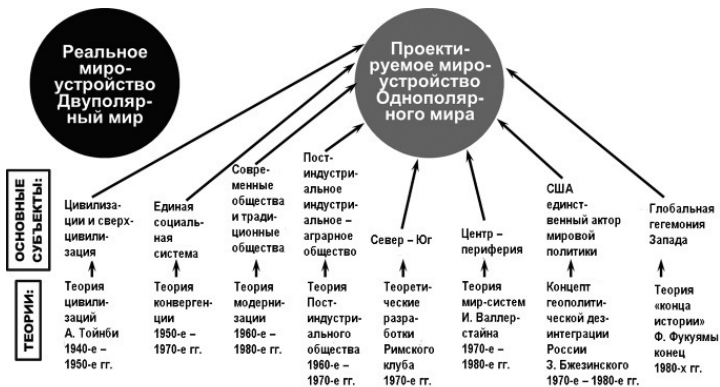 Реальное
миро-
устройство
Двуполяр-
ный мир
Проекти-
руемое миро-
устройство
Однополяр-
ного мира
ОСНОВНЫЕ
СУБЪЕКТЫ:
Цивилиза-
ции и сверх-
цивили-
зация
Единая
социаль-
ная
система
Совре-
менные
общества
и тради-
ционные
общества
Пост-
индустри-
альное
индустри-
альное –
аграрное
общество
Север – Юг
Центр –
периферия
США
единст-
венный актор
мировой
политики
Глобальная
гегемония
Запада
ТЕОРИИ:
Теория
цивили-
заций
А. Тойнби
1940-е –
1950-е гг.
Теория
конверген-
ции
1950-е –
1970-е гг.
Теория
модерни-
зации
1960-е –
1980-е гг.
Теория
Пост-
индустри-
ального
общества
1960-е –
1970-е гг.
Теорети-
ческие
разра-
ботки
Римского
клуба
1970-е гг.
Теория
мир-систем
И. Валлер-
стайна
1970-е –
1980-е гг.
Концепт
геополити-
ческой дез-
интеграции
России
З. Бжезинского
1970-е – 1980-е гг.
Теория
«конца
истории»
Ф. Фукуямы
конец
1980-х гг.